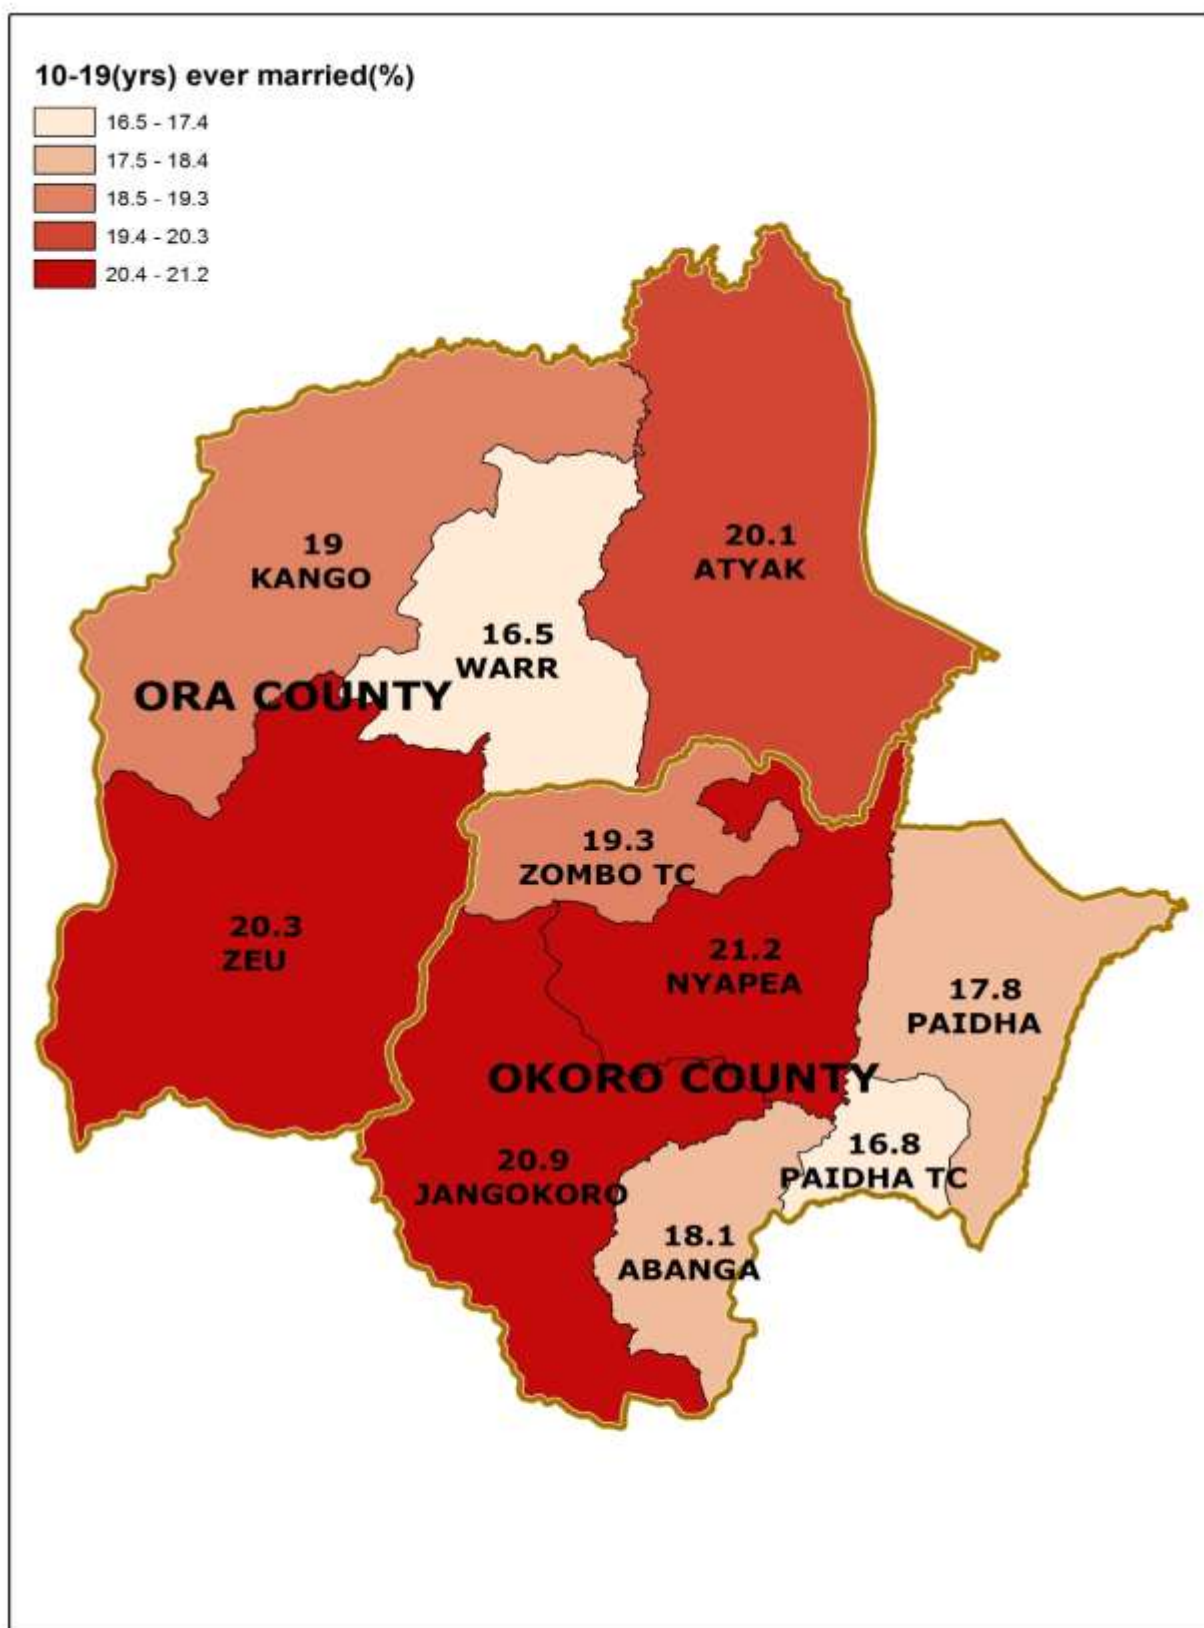 10-19(yrs) ever married(%)
16.5 - 17.4
17.5 - 18.4
18.5 - 19.3
19.4 - 20.3
20.4 - 21.2
20.1
ATYAK
19
KANGO
16.5
WARR
ORA COUNTY
19.3
ZOMBO TC
20.3
ZEU
21.2
NYAPEA
17.8
PAIDHA
OKORO COUNTY
16.8
PAIDHA TC
20.9
JANGOKORO
18.1
ABANGA